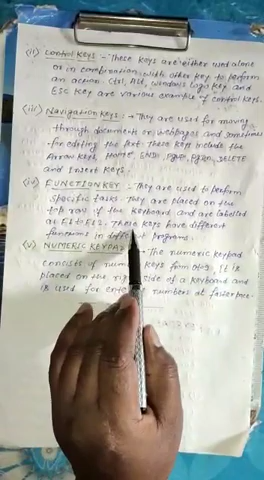 (ii) Control Keys - These keys are either used alone
or in combination with other key to perform
an action. Ctrl, Alt, windows logo key and
ESC key are various example of control keys.
(iii) Navigation keys :- They are used for moving
through documents or webpages and sometimes
for editing the text. These keys include the
Arrow keys, Home, END, PgUP, PgDn, DELETE
and Insert keys.
(iv) FUNCTION KEY - They are used to perform
specific tasks. They are placed on the
top row of the keyboard and are labelled
as F1 to F12. These keys have different
functions in different programs.
(v) NUMERIC KEYPAD - The numeric keypad
consists of keys from 0 to 9. It is
placed on the side of a keyboard and
is used for numbers at faster pace.